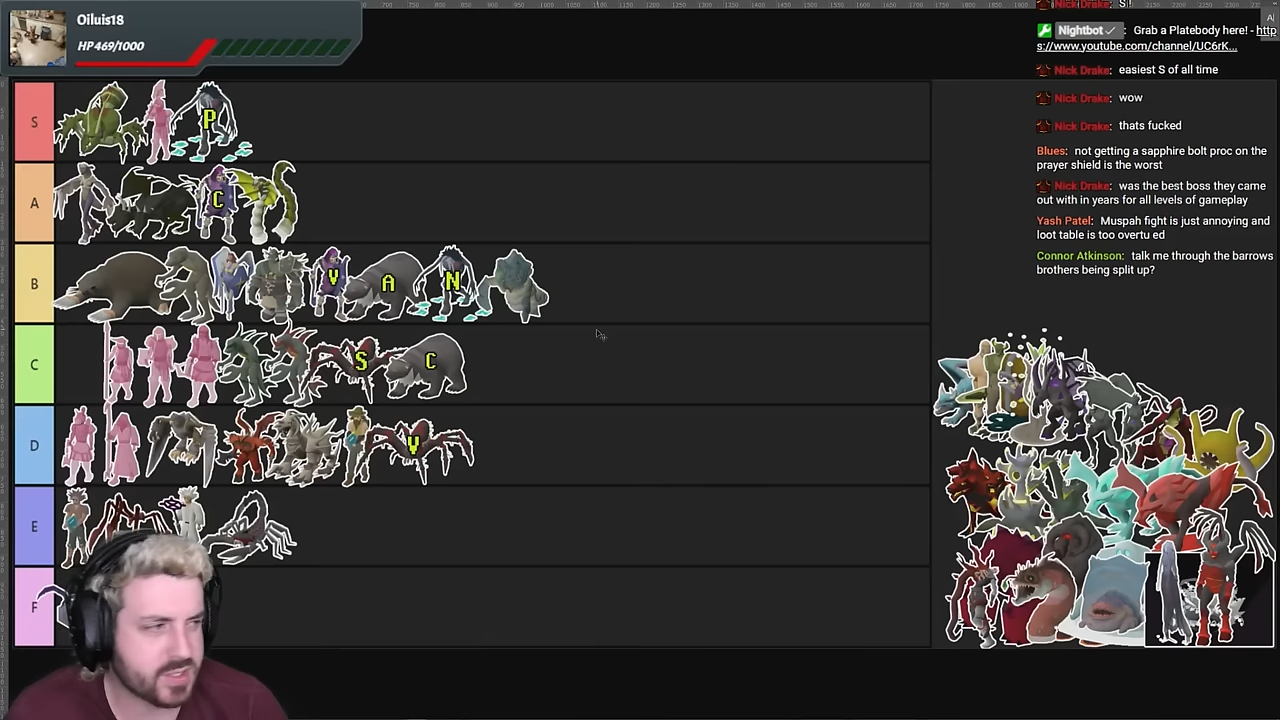 Oiluis18
HP469/1000
Nick Drake: S!
Nightbot: Grab a Platebody here! - http
s://www.youtube.com/channel/UC6rK...
Nick Drake: easiest S of all time
Nick Drake: wow
Nick Drake: thats fucked
Blues: not getting a sapphire bolt proc on the
prayer shield is the worst
Nick Drake: was the best boss they came
out with in years for all levels of gameplay
Yash Patel: Muspah fight is just annoying and
loot table is too overtu ed
Connor Atkinson: talk me through the barrows
brothers being split up?
S
P
A
C
B
V
A
N
C
S
C
D
V
E
F